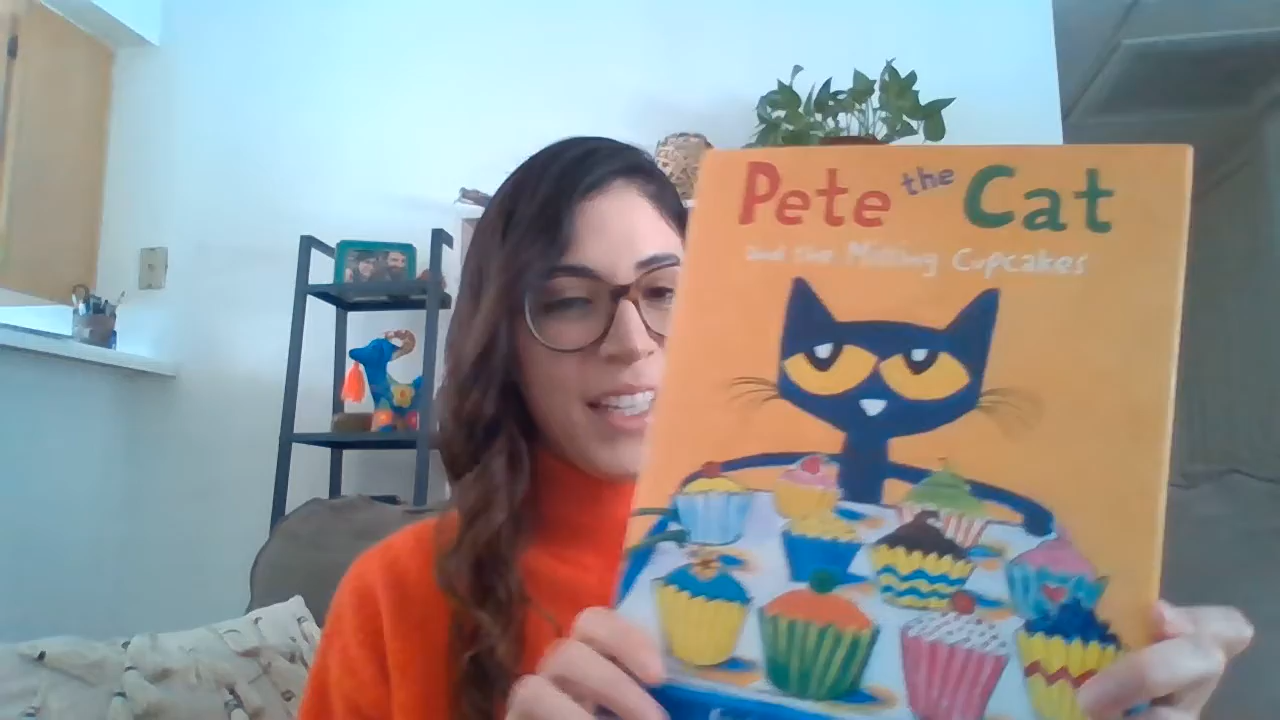 Pete the Cat
and the Missing Cupcakes